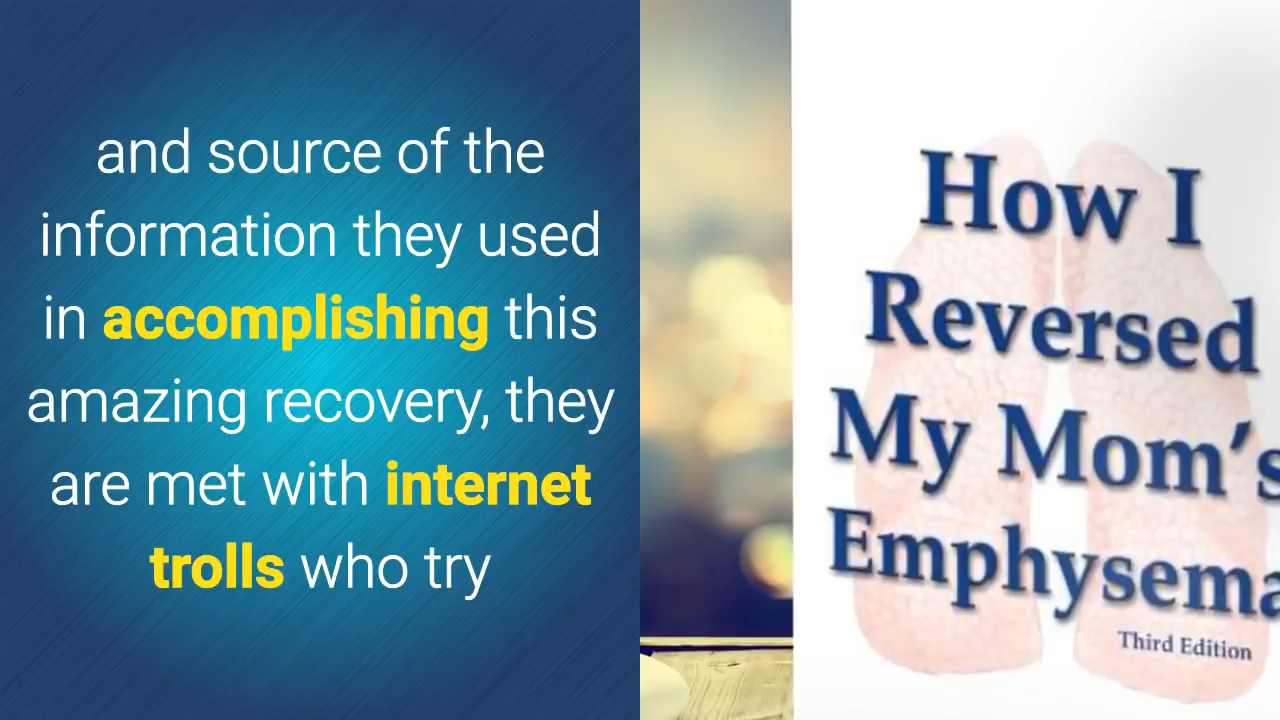 and source of the
information they used
in accomplishing this
amazing recovery, they
are met with internet
trolls who try
How I
Reversed
My Mom's
Emphysema
Third Edition